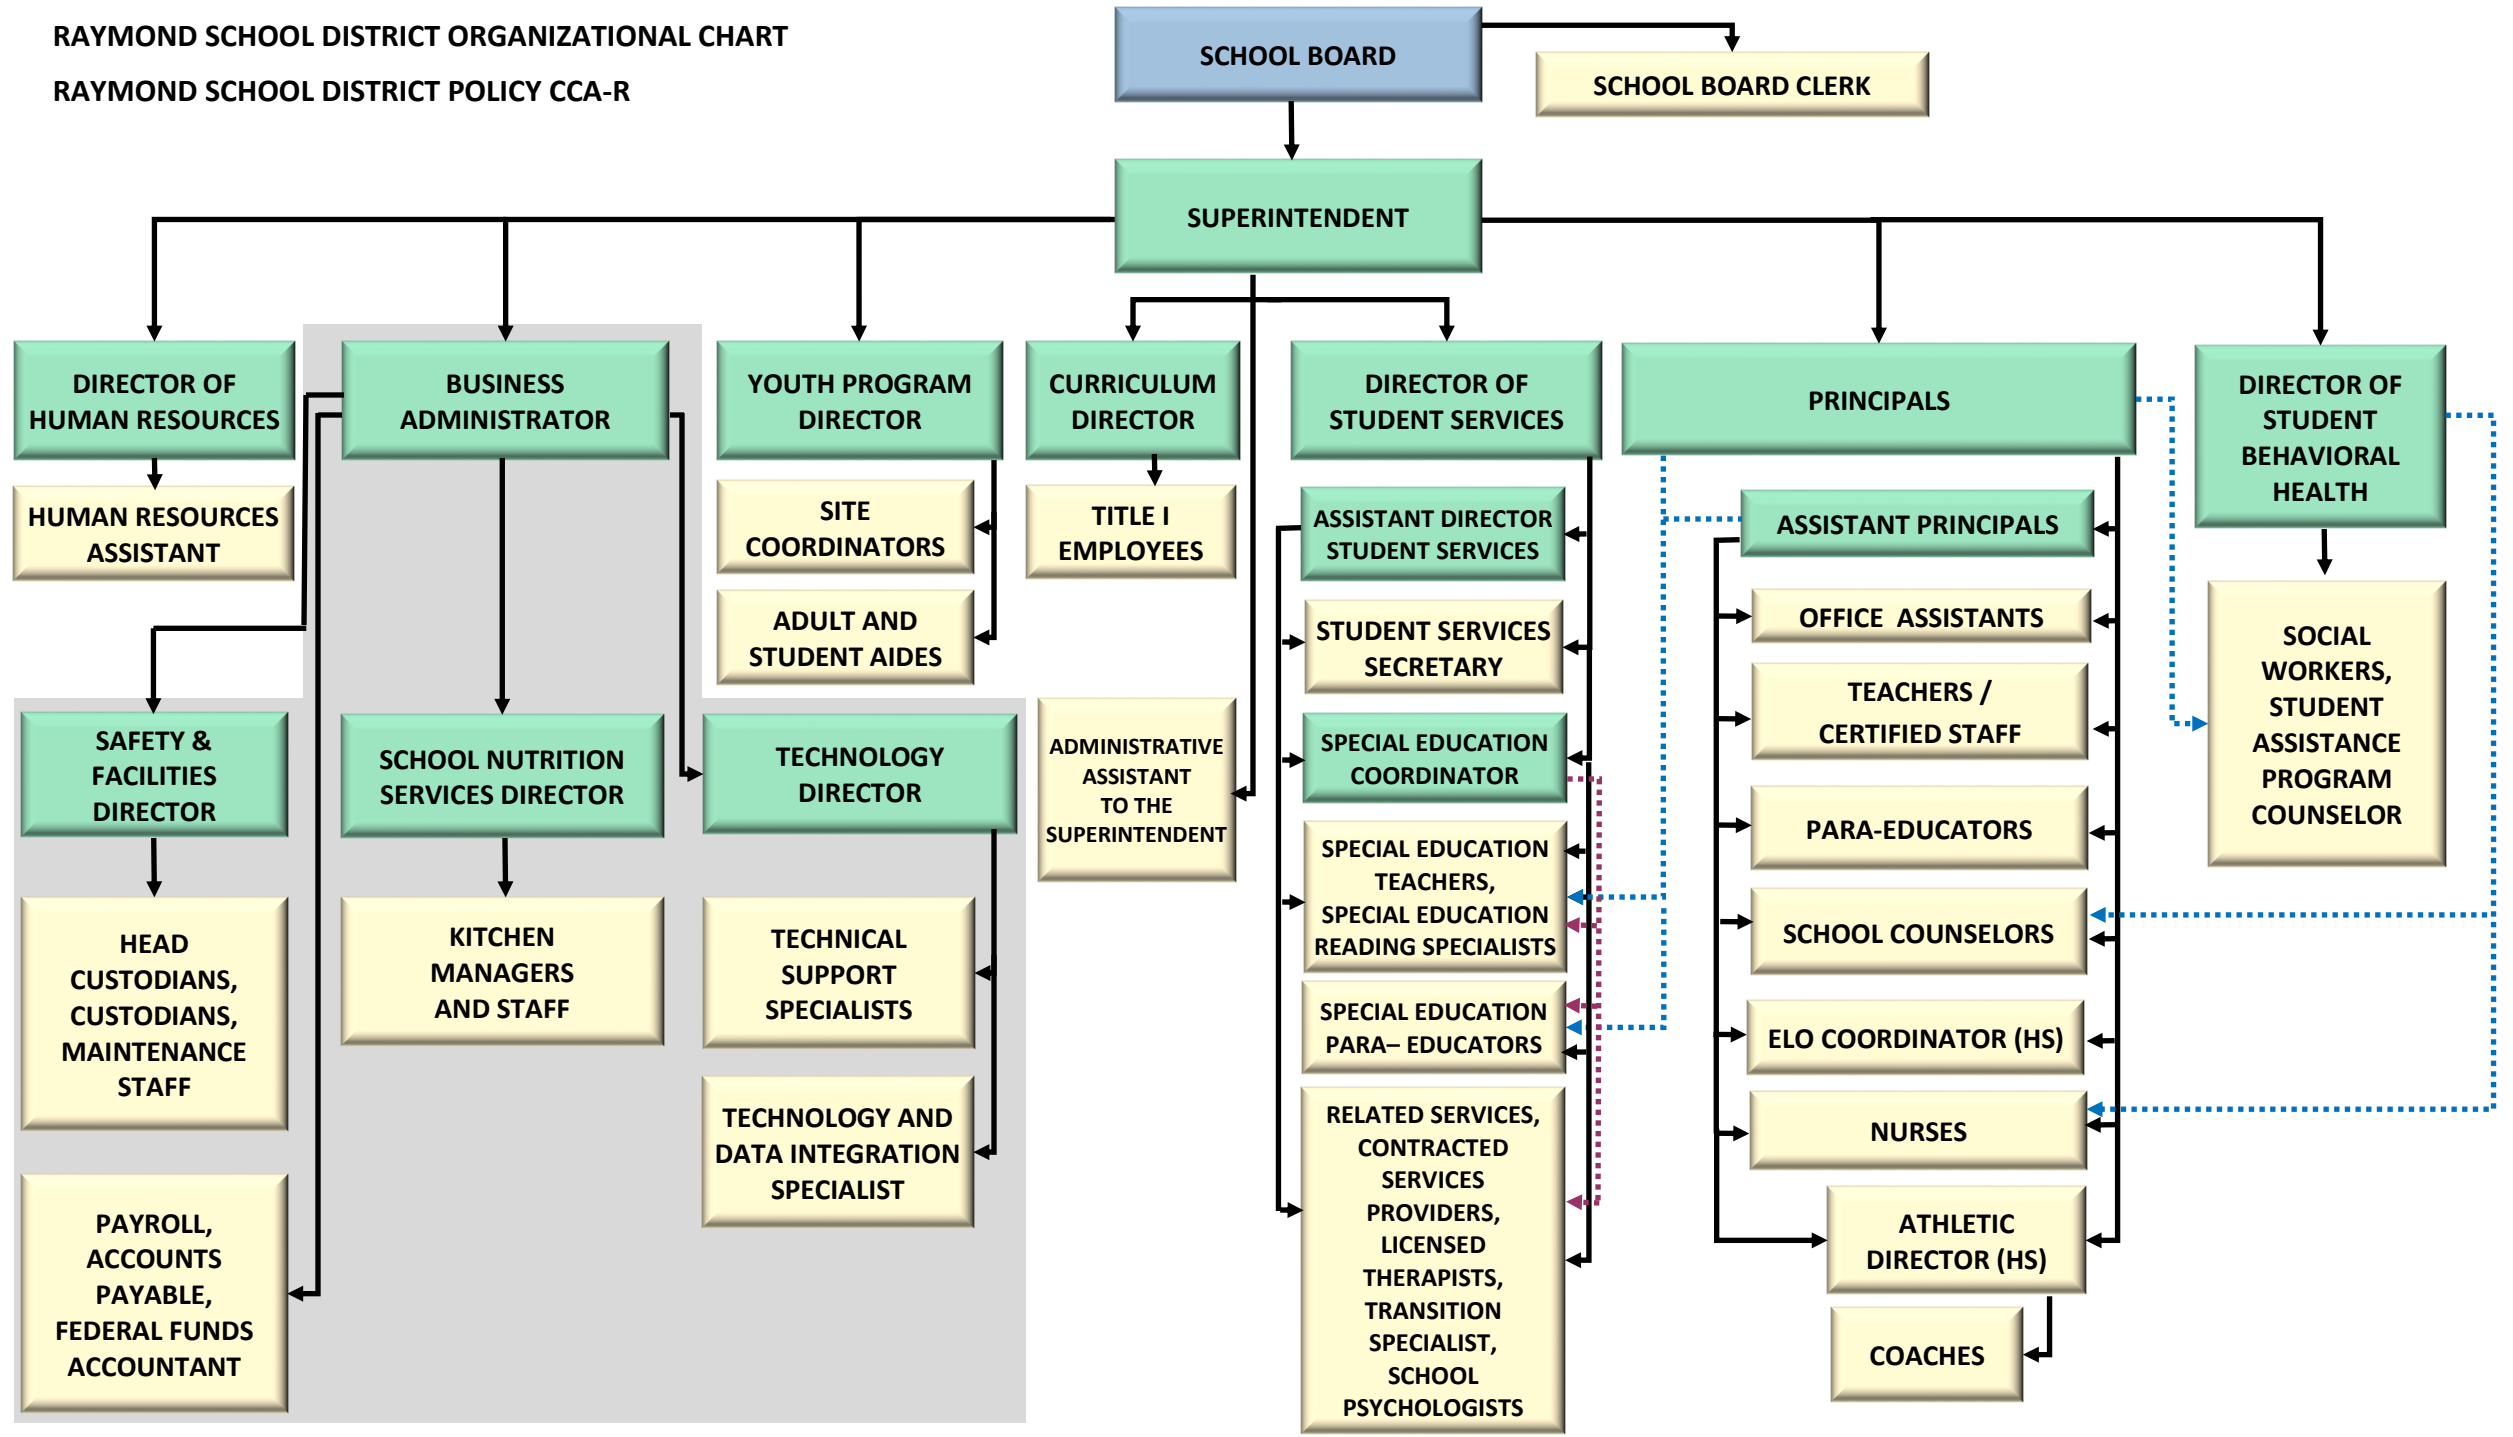 RAYMOND SCHOOL DISTRICT ORGANIZATIONAL CHART
RAYMOND SCHOOL DISTRICT POLICY CCA-R
SCHOOL BOARD
SCHOOL BOARD CLERK
SUPERINTENDENT
DIRECTOR OF
HUMAN RESOURCES
BUSINESS
ADMINISTRATOR
YOUTH PROGRAM
DIRECTOR
CURRICULUM
DIRECTOR
DIRECTOR OF
STUDENT SERVICES
PRINCIPALS
DIRECTOR OF
STUDENT
BEHAVIORAL
HEALTH
HUMAN RESOURCES
ASSISTANT
SITE
COORDINATORS
ADULT AND
STUDENT AIDES
TITLE I
EMPLOYEES
ADMINISTRATIVE
ASSISTANT
TO THE
SUPERINTENDENT
SAFETY &
FACILITIES
DIRECTOR
SCHOOL NUTRITION
SERVICES DIRECTOR
TECHNOLOGY
DIRECTOR
HEAD
CUSTODIANS,
CUSTODIANS,
MAINTENANCE
STAFF
KITCHEN
MANAGERS
AND STAFF
TECHNICAL
SUPPORT
SPECIALISTS
TECHNOLOGY AND
DATA INTEGRATION
SPECIALIST
PAYROLL,
ACCOUNTS
PAYABLE,
FEDERAL FUNDS
ACCOUNTANT
ASSISTANT DIRECTOR
STUDENT SERVICES
STUDENT SERVICES
SECRETARY
SPECIAL EDUCATION
COORDINATOR
SPECIAL EDUCATION
TEACHERS,
SPECIAL EDUCATION
READING SPECIALISTS
SPECIAL EDUCATION
PARA– EDUCATORS
RELATED SERVICES,
CONTRACTED
SERVICES
PROVIDERS,
LICENSED
THERAPISTS,
TRANSITION
SPECIALIST,
SCHOOL
PSYCHOLOGISTS
ASSISTANT PRINCIPALS
OFFICE  ASSISTANTS
TEACHERS /
CERTIFIED STAFF
PARA-EDUCATORS
SCHOOL COUNSELORS
ELO COORDINATOR (HS)
NURSES
ATHLETIC
DIRECTOR (HS)
COACHES
SOCIAL
WORKERS,
STUDENT
ASSISTANCE
PROGRAM
COUNSELOR